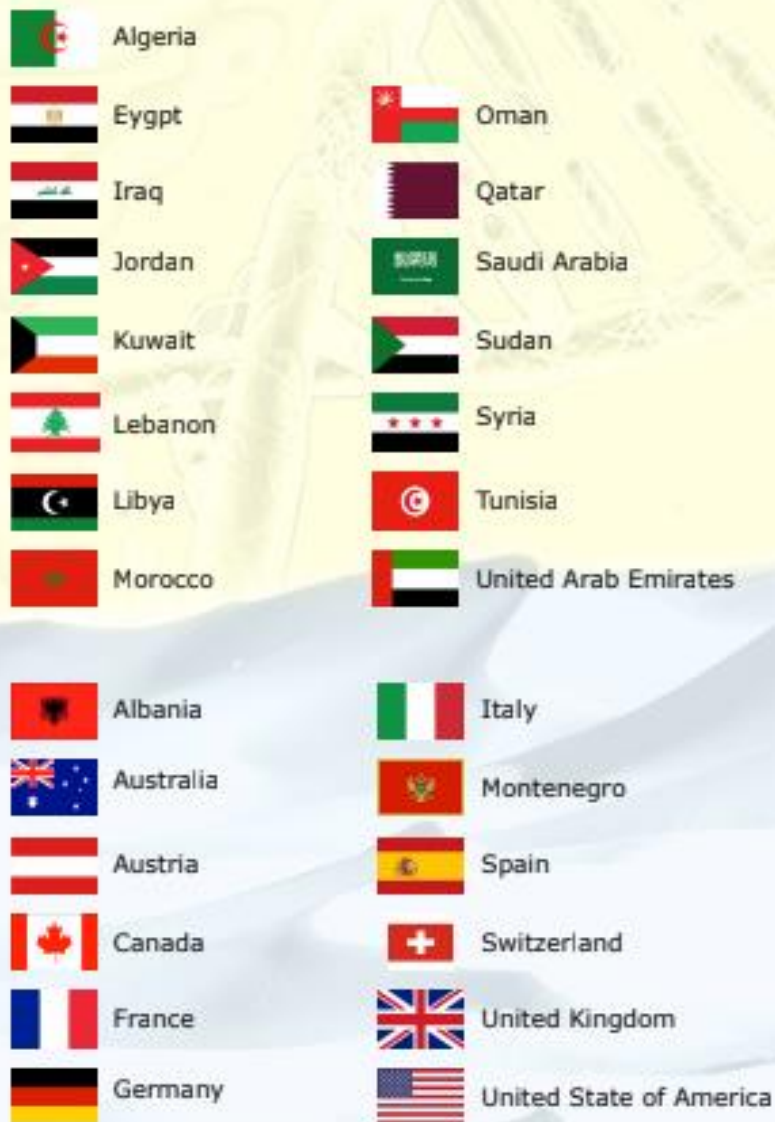 Algeria
Eygpt
Iraq
Jordan
Kuwait
Lebanon
Libya
Morocco
Oman
Qatar
Saudi Arabia
Sudan
Syria
Tunisia
United Arab Emirates
Albania
Australia
Austria
Canada
France
Germany
Italy
Montenegro
Spain
Switzerland
United Kingdom
United State of America